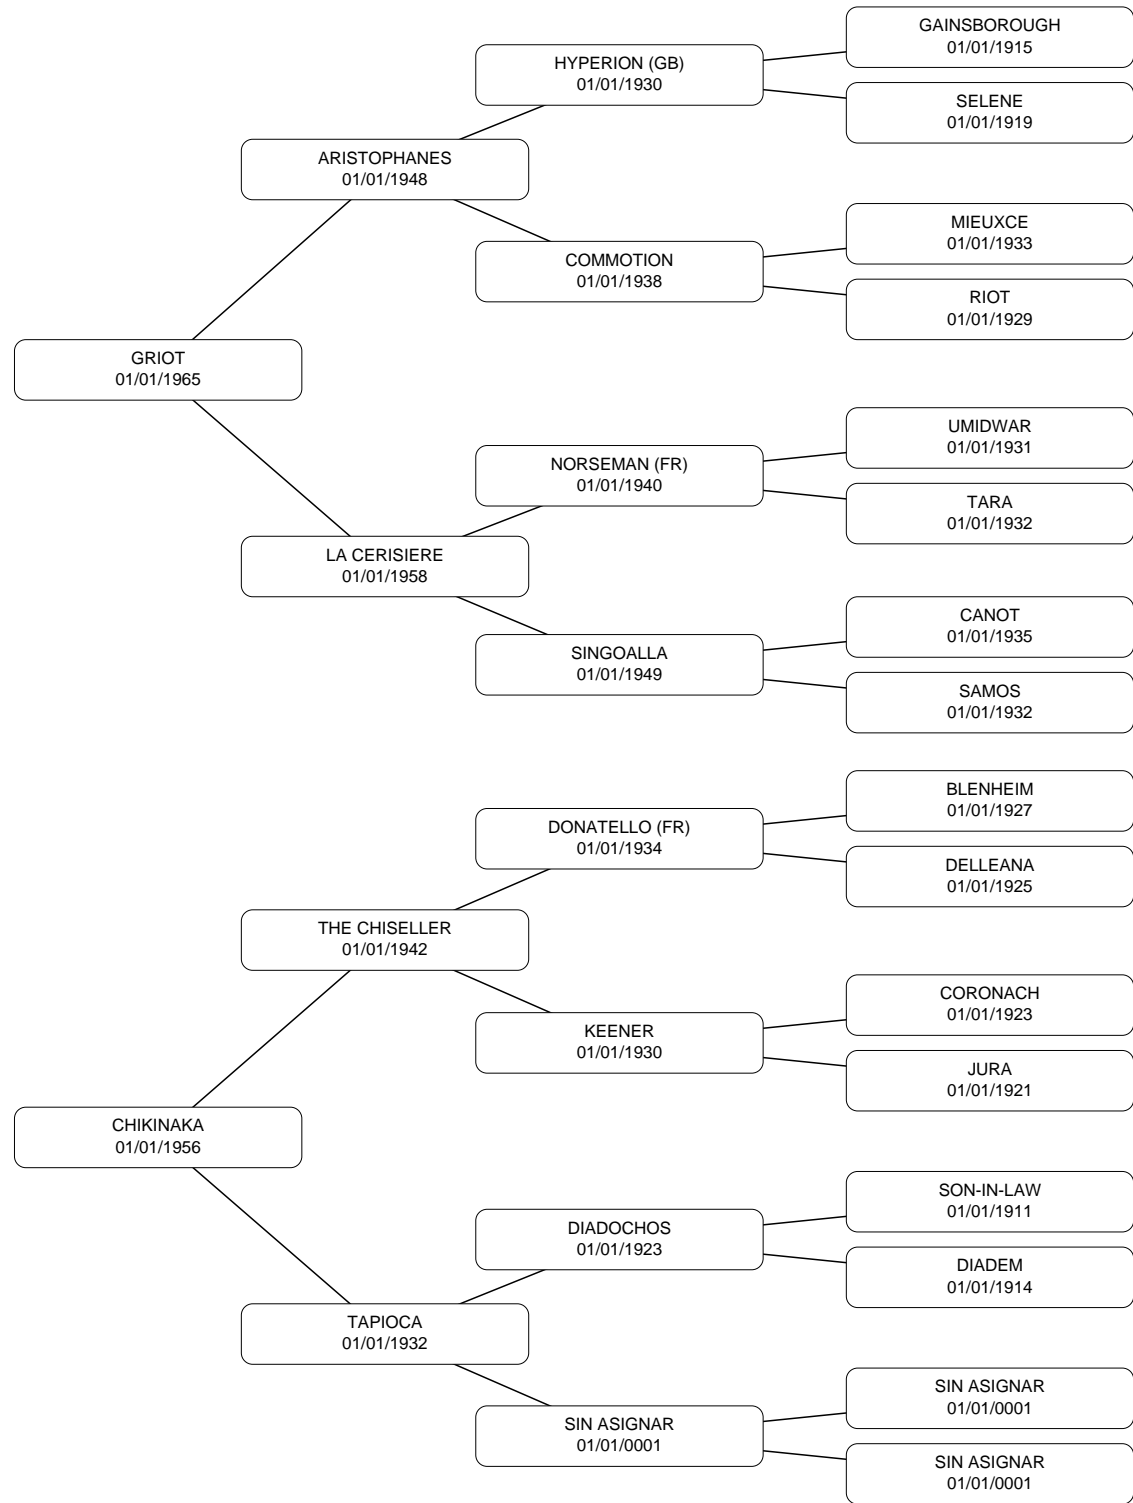 GAINSBOROUGH
01/01/1915
HYPERION (GB)
01/01/1930
SELENE
01/01/1919
ARISTOPHANES
01/01/1948
MIEUXCE
01/01/1933
COMMOTION
01/01/1938
RIOT
01/01/1929
GRIOT
01/01/1965
UMIDWAR
01/01/1931
NORSEMAN (FR)
01/01/1940
TARA
01/01/1932
LA CERISIERE
01/01/1958
CANOT
01/01/1935
SINGOALLA
01/01/1949
SAMOS
01/01/1932
BLENHEIM
01/01/1927
DONATELLO (FR)
01/01/1934
DELLEANA
01/01/1925
THE CHISELLER
01/01/1942
CORONACH
01/01/1923
KEENER
01/01/1930
JURA
01/01/1921
CHIKINAKA
01/01/1956
SON-IN-LAW
01/01/1911
DIADOCHOS
01/01/1923
DIADEM
01/01/1914
TAPIOCA
01/01/1932
SIN ASIGNAR
01/01/0001
SIN ASIGNAR
01/01/0001
SIN ASIGNAR
01/01/0001